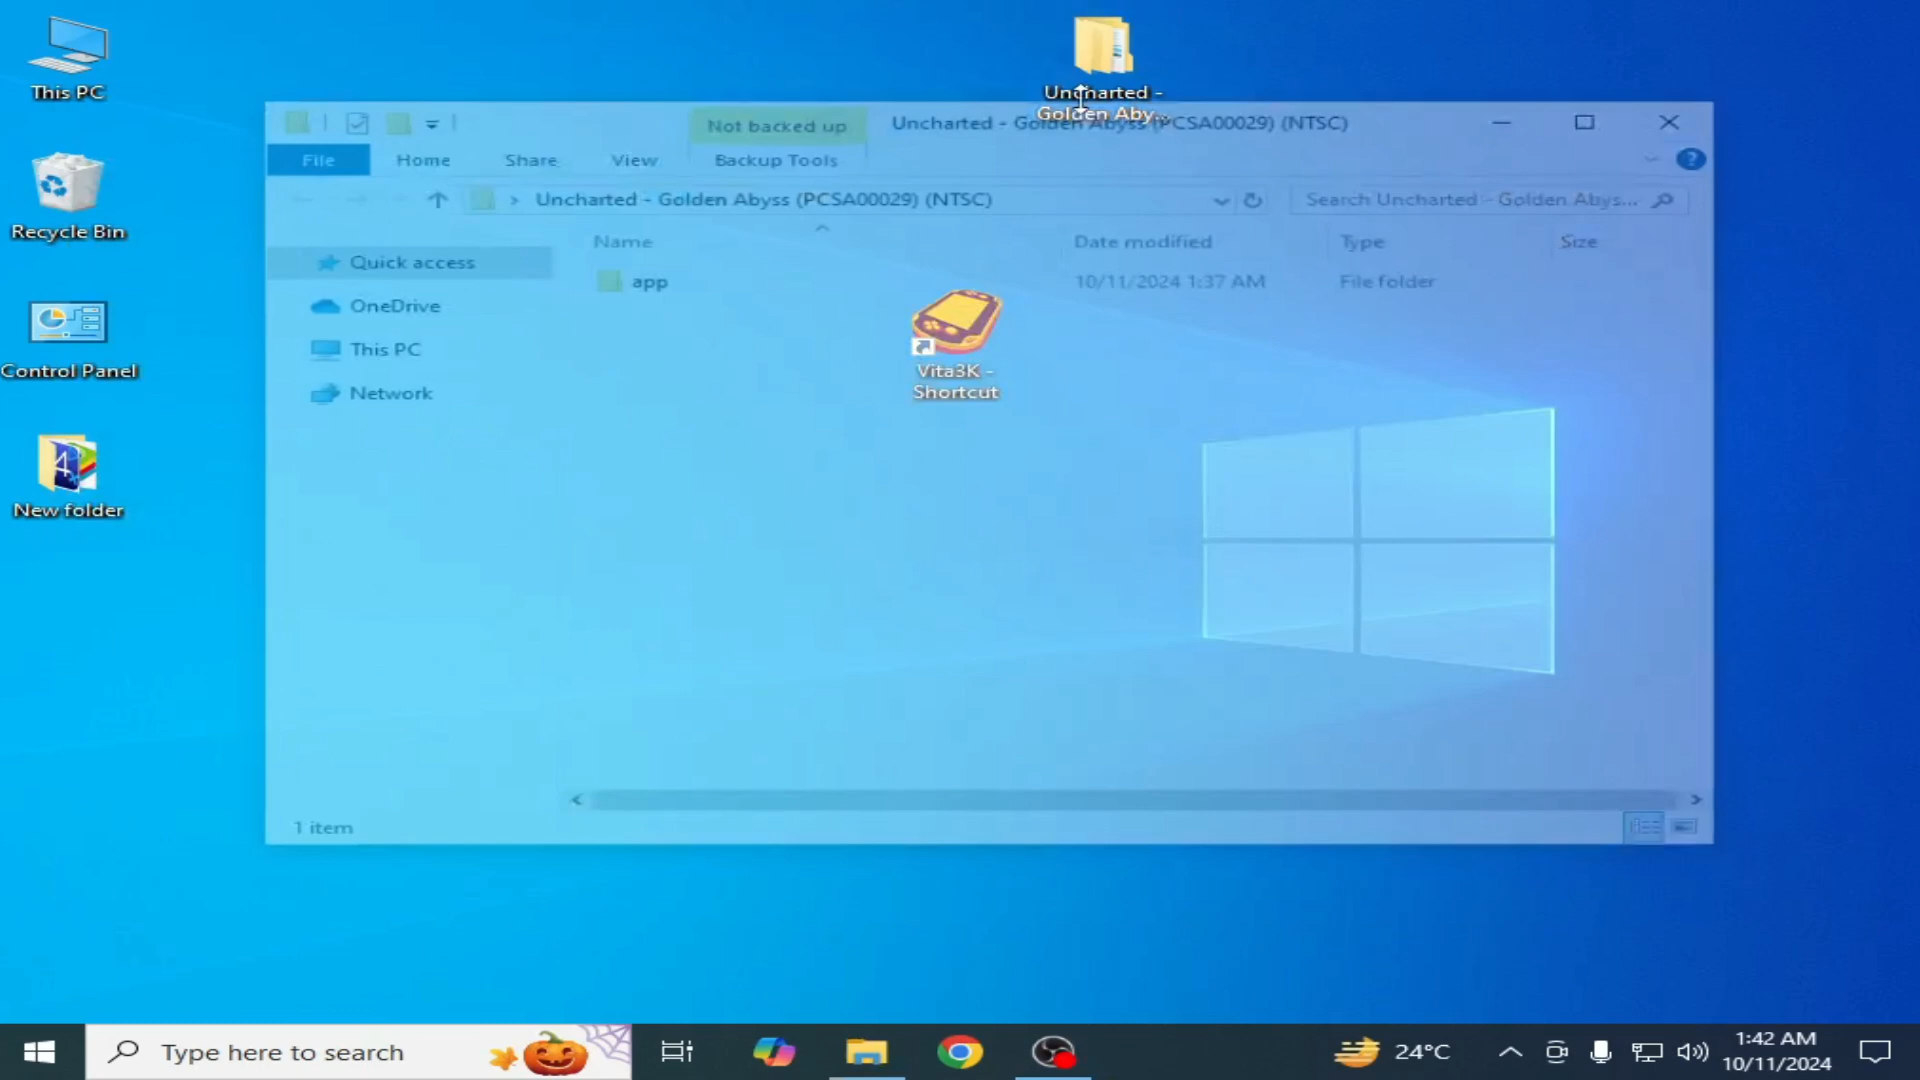 This PC
Recycle Bin
Control Panel
New folder
Uncharted -
Golden Aby...
Not backed up
Uncharted - Golden Abyss (PCSA00029) (NTSC)
File
Home
Share
View
Backup Tools
?
> Uncharted - Golden Abyss (PCSA00029) (NTSC)
Search Uncharted - Golden Abys...
Name
Date modified
Type
Size
Quick access
OneDrive
This PC
Network
app
10/11/2024 1:37 AM
File folder
Vita3K -
Shortcut
1 item
Type here to search
24°C
1:42 AM
10/11/2024